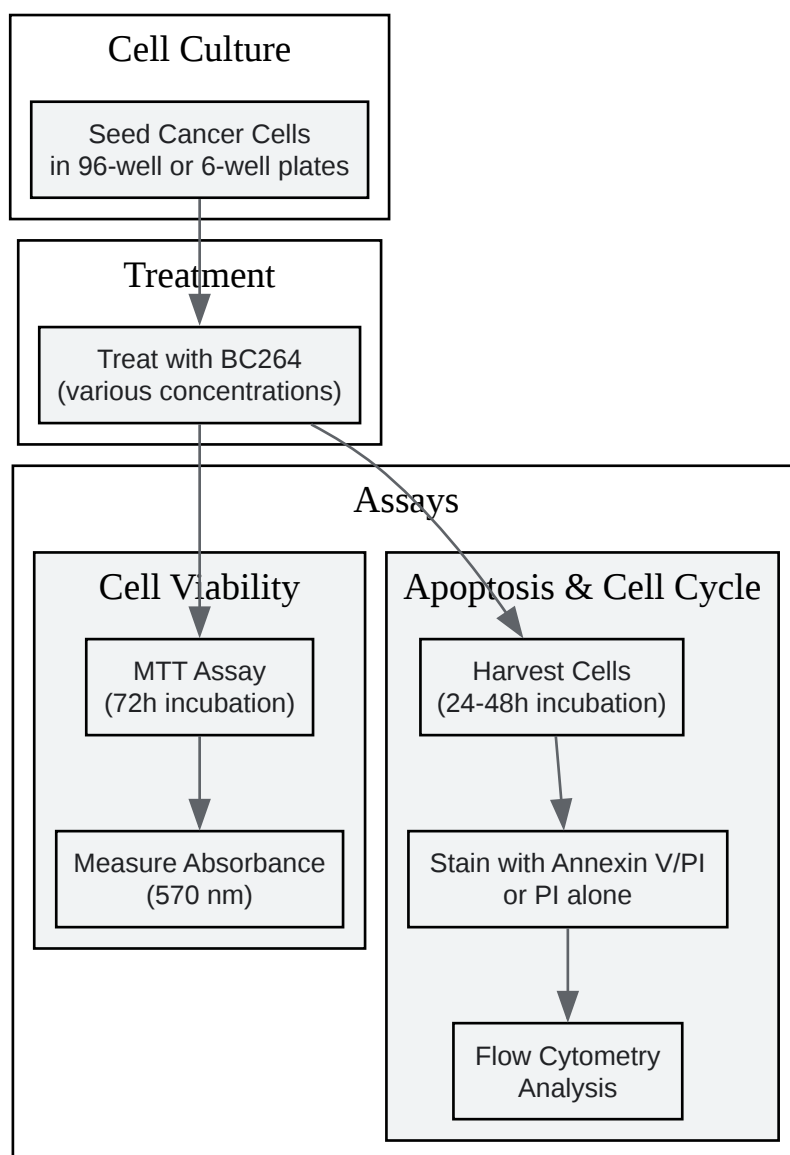 Cell Culture
Seed Cancer Cells
in 96-well or 6-well plates
Treatment
Treat with BC264
(various concentrations)
Assays
Cell Viability
MTT Assay
(72h incubation)
Measure Absorbance
(570 nm)
Apoptosis & Cell Cycle
Harvest Cells
(24-48h incubation)
Stain with Annexin V/PI
or PI alone
Flow Cytometry
Analysis